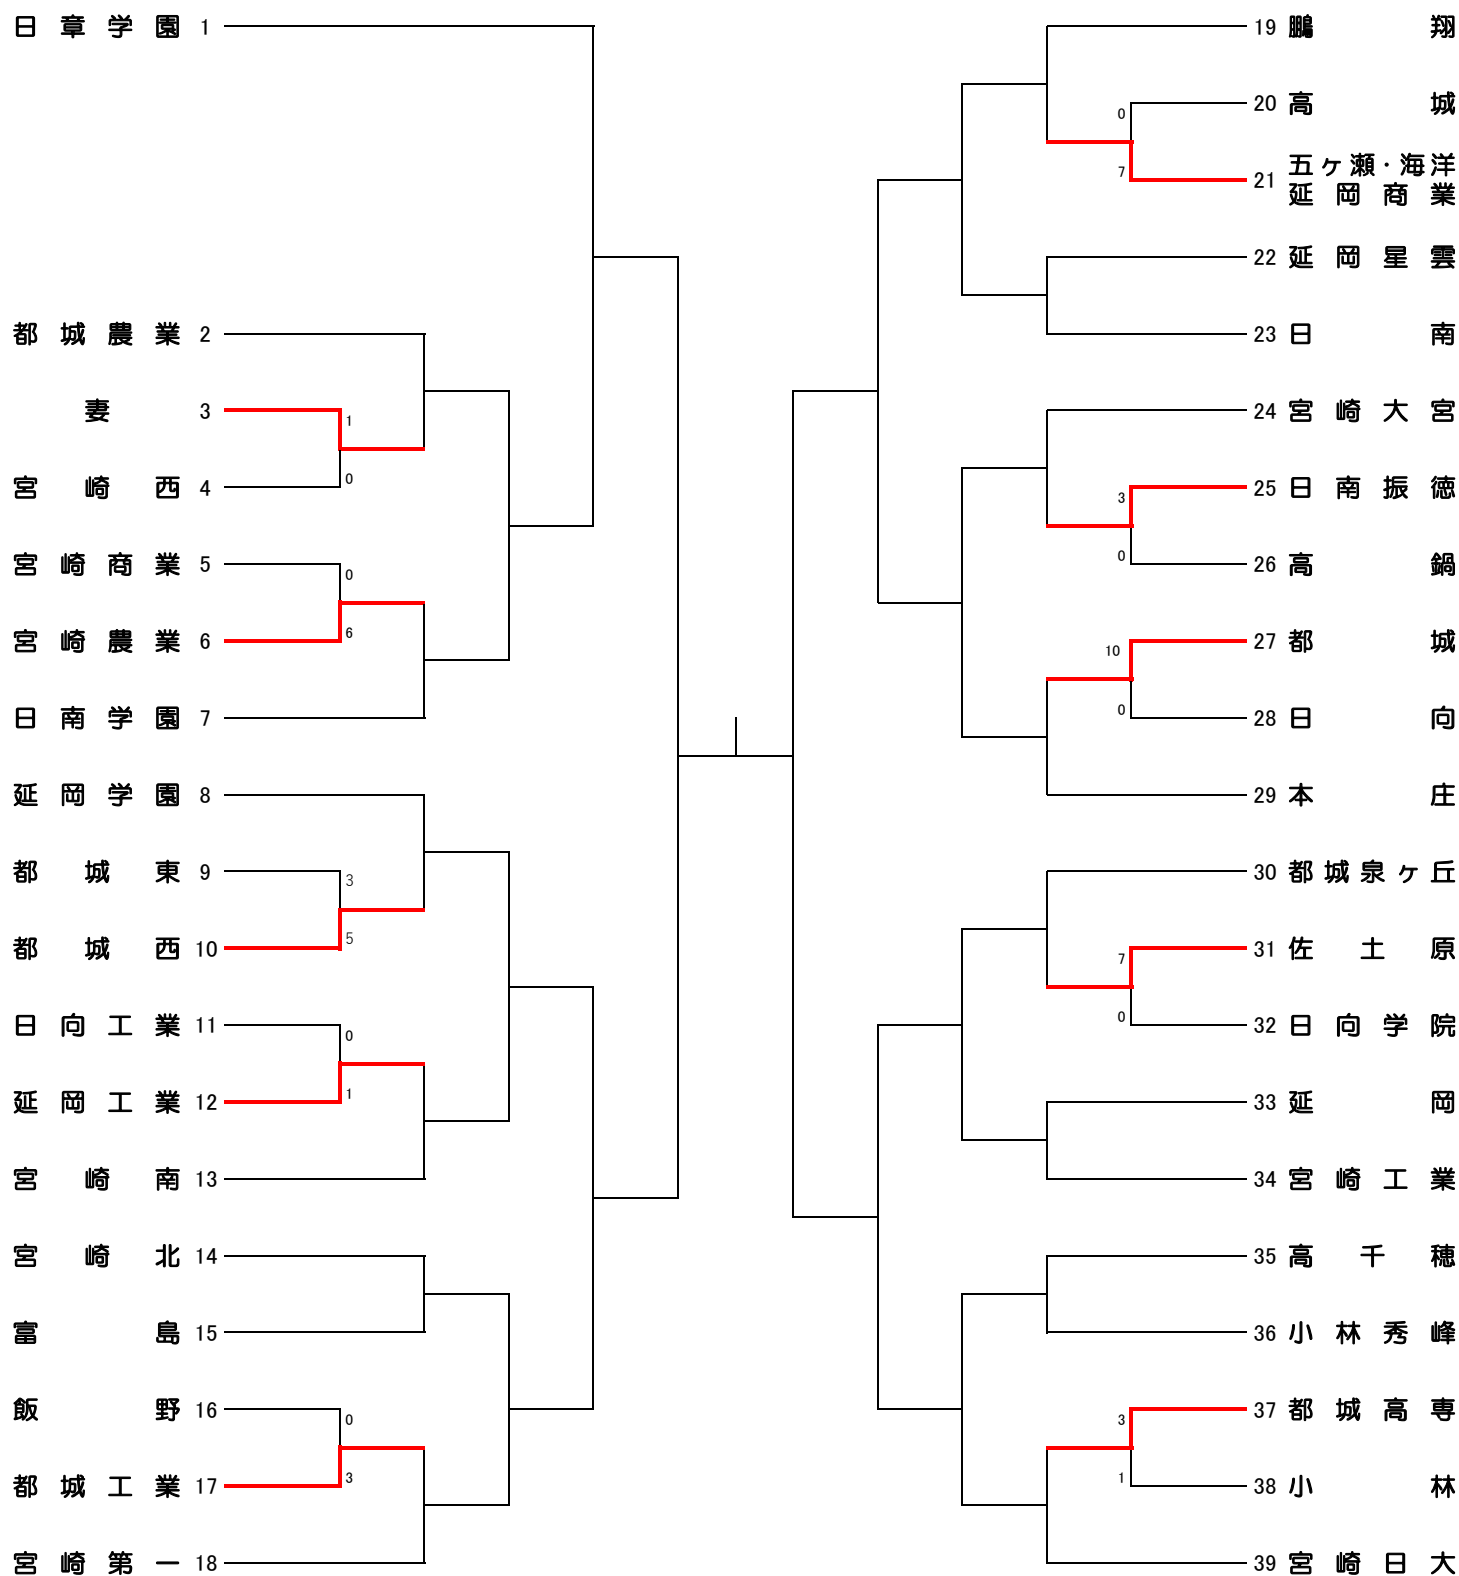 日章学園 1
都城農業 2
妻 3
1
0
宮崎西 4
宮崎商業 5
0
6
宮崎農業 6
日南学園 7
延岡学園 8
都城東 9
3
5
都城西 10
日向工業 11
0
1
延岡工業 12
宮崎南 13
宮崎北 14
富島 15
飯野 16
0
3
都城工業 17
宮崎第一 18
19 鵬翔
20 高城
0
7
21 五ヶ瀬・海洋
延岡商業
22 延岡星雲
23 日南
24 宮崎大宮
25 日南振徳
3
0
26 高鍋
27 都城
10
0
28 日向
29 本庄
30 都城泉ヶ丘
31 佐土原
7
0
32 日向学院
33 延岡
34 宮崎工業
35 高千穂
36 小林秀峰
37 都城高専
3
1
38 小林
39 宮崎日大